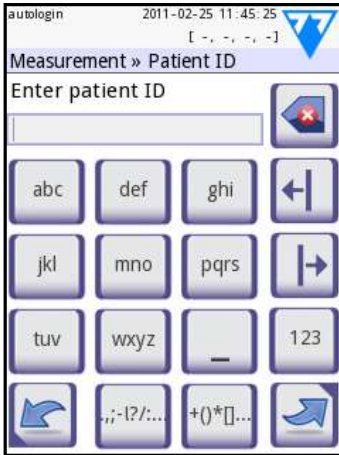 autologin 2011-02-25 11:45:25
[ -, -, -, -]
Measurement » Patient ID
Enter patient ID
abc def ghi
jkl mno pqrs
tuv wxyz _ 123
.,;-!?/:... +()*[]...